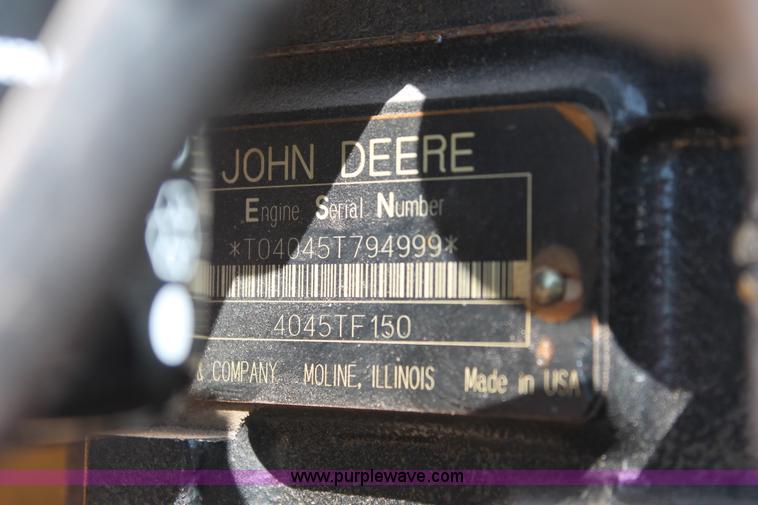 JOHN DEERE
Engine Serial Number
*T04045T794999*
4045TF150
& COMPANY, MOLINE, ILLINOIS Made in USA
www.purplewave.com